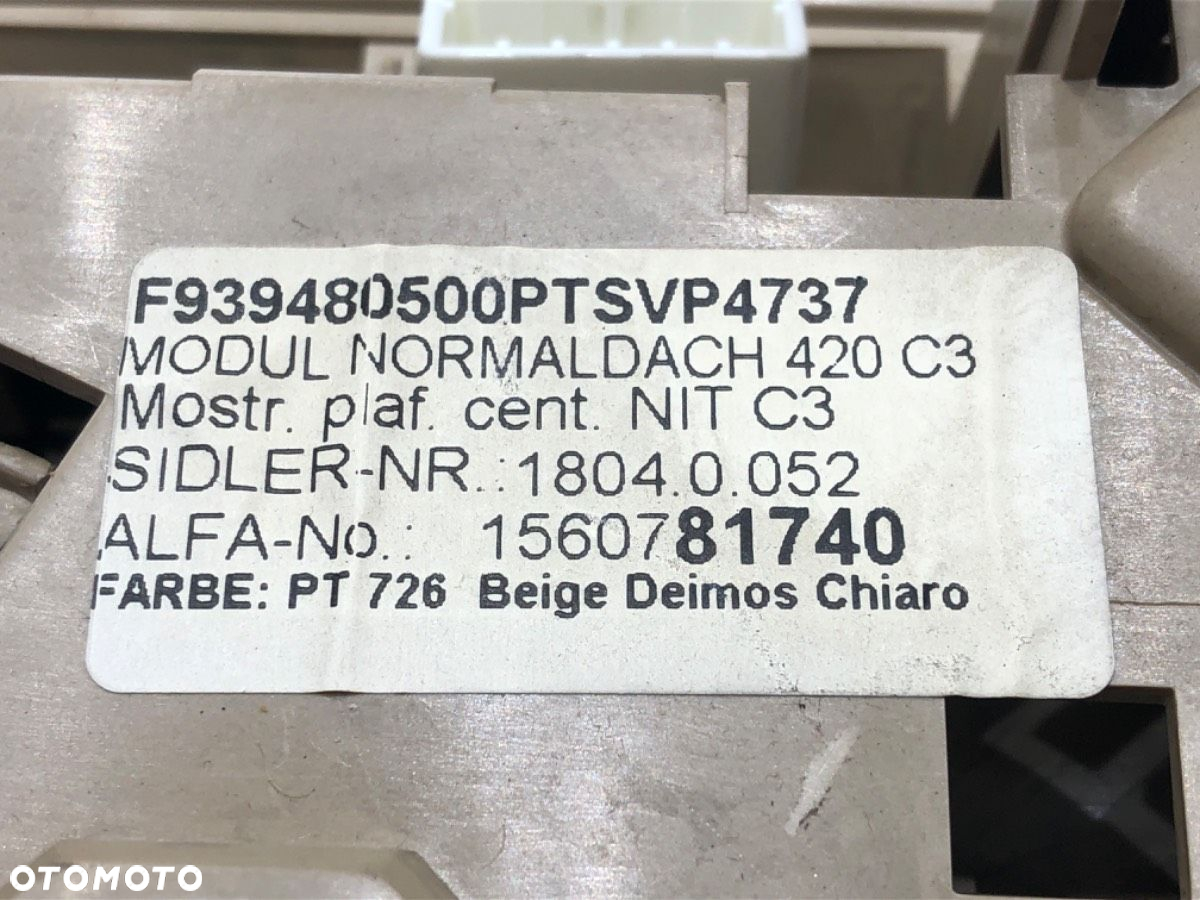 F939480500PTSVP4737
MODUL NORMALDACH 420 C3
Mostr. plaf. cent. NIT C3
SIDLER-NR.:1804.0.052
ALFA-No.: 1560781740
FARBE: PT 726 Beige Deimos Chiaro
OTOMOTO